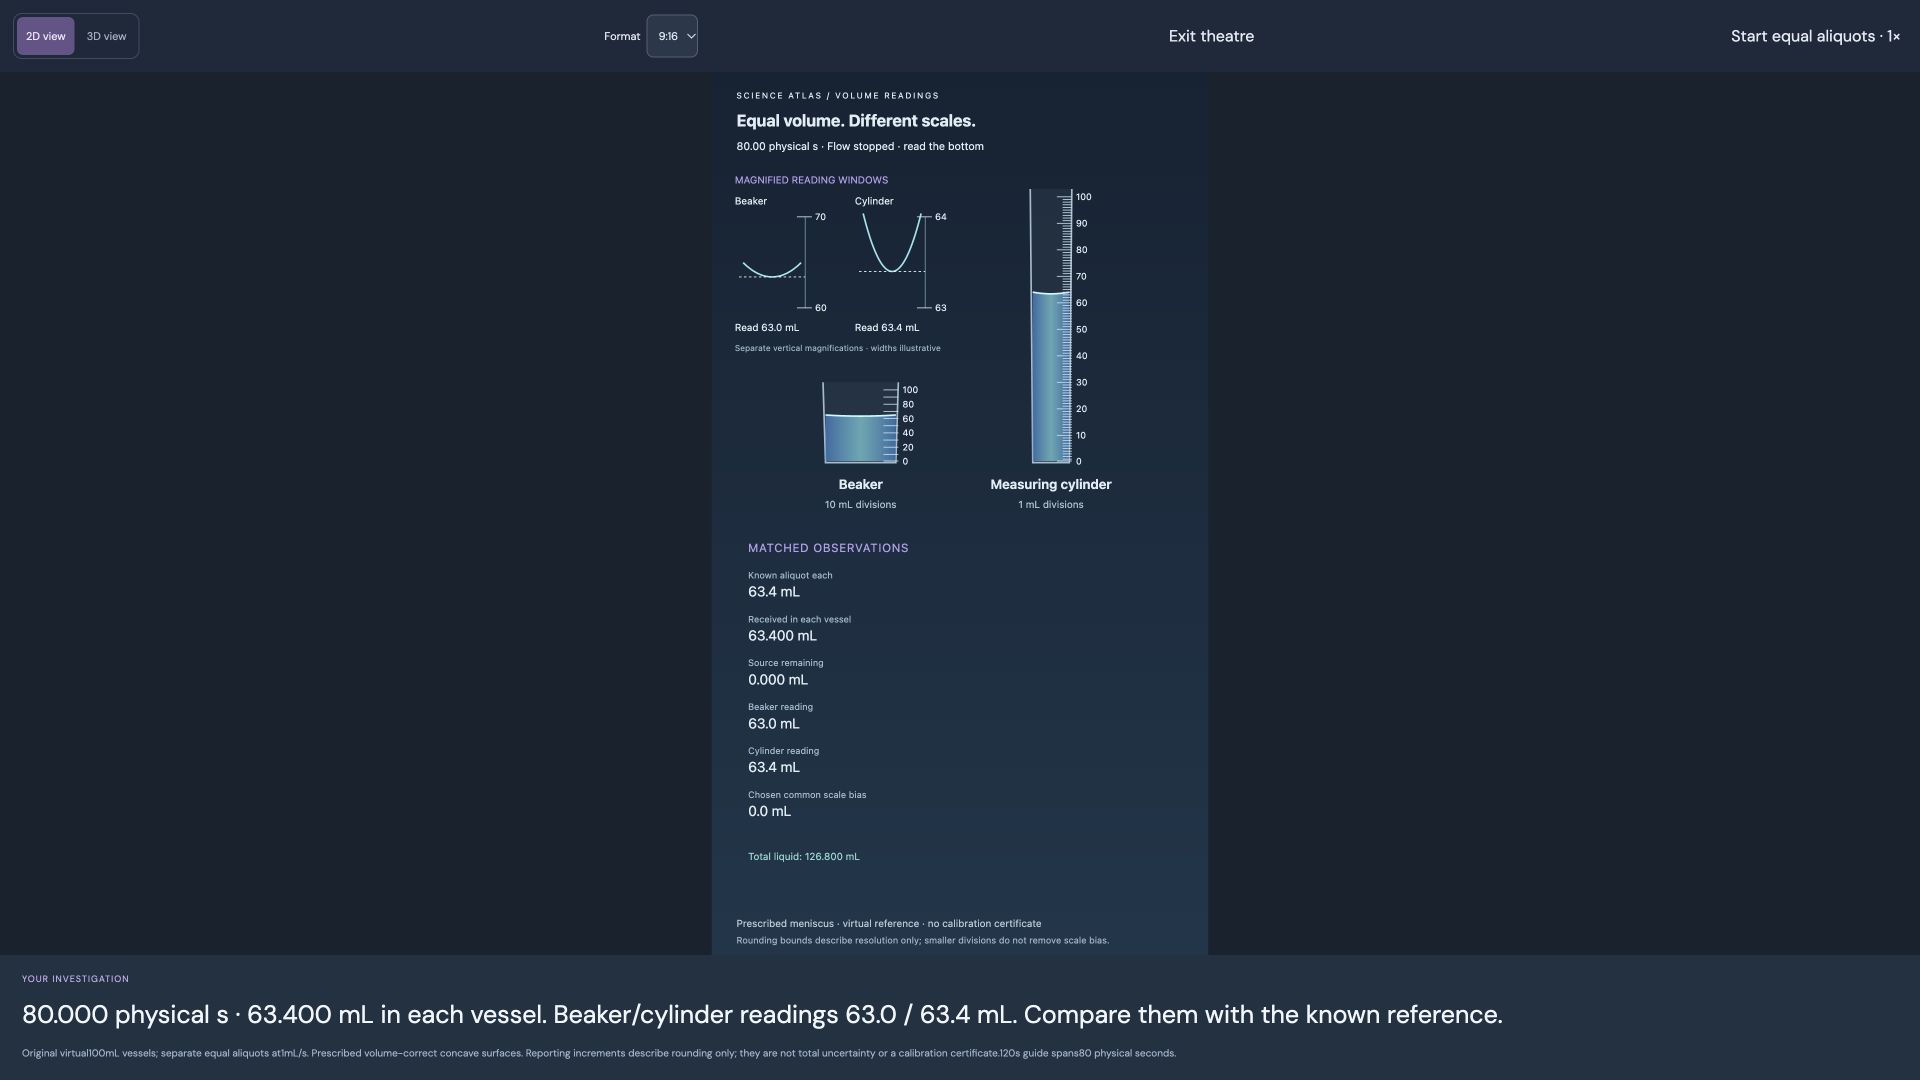 2D view
3D view
Format
9:16
Exit theatre
Start equal aliquots · 1×
SCIENCE ATLAS / VOLUME READINGS
Equal volume. Different scales.
80.00 physical s · Flow stopped · read the bottom
MAGNIFIED READING WINDOWS
Beaker
Cylinder
70
60
64
63
Read 63.0 mL
Read 63.4 mL
Separate vertical magnifications · widths illustrative
100
80
60
40
20
0
100
90
80
70
60
50
40
30
20
10
0
Beaker
10 mL divisions
Measuring cylinder
1 mL divisions
MATCHED OBSERVATIONS
Known aliquot each
63.4 mL
Received in each vessel
63.400 mL
Source remaining
0.000 mL
Beaker reading
63.0 mL
Cylinder reading
63.4 mL
Chosen common scale bias
0.0 mL
Total liquid: 126.800 mL
Prescribed meniscus · virtual reference · no calibration certificate
Rounding bounds describe resolution only; smaller divisions do not remove scale bias.
YOUR INVESTIGATION
80.000 physical s · 63.400 mL in each vessel. Beaker/cylinder readings 63.0 / 63.4 mL. Compare them with the known reference.
Original virtual100mL vessels; separate equal aliquots at1mL/s. Prescribed volume-correct concave surfaces. Reporting increments describe rounding only; they are not total uncertainty or a calibration certificate.120s guide spans80 physical seconds.